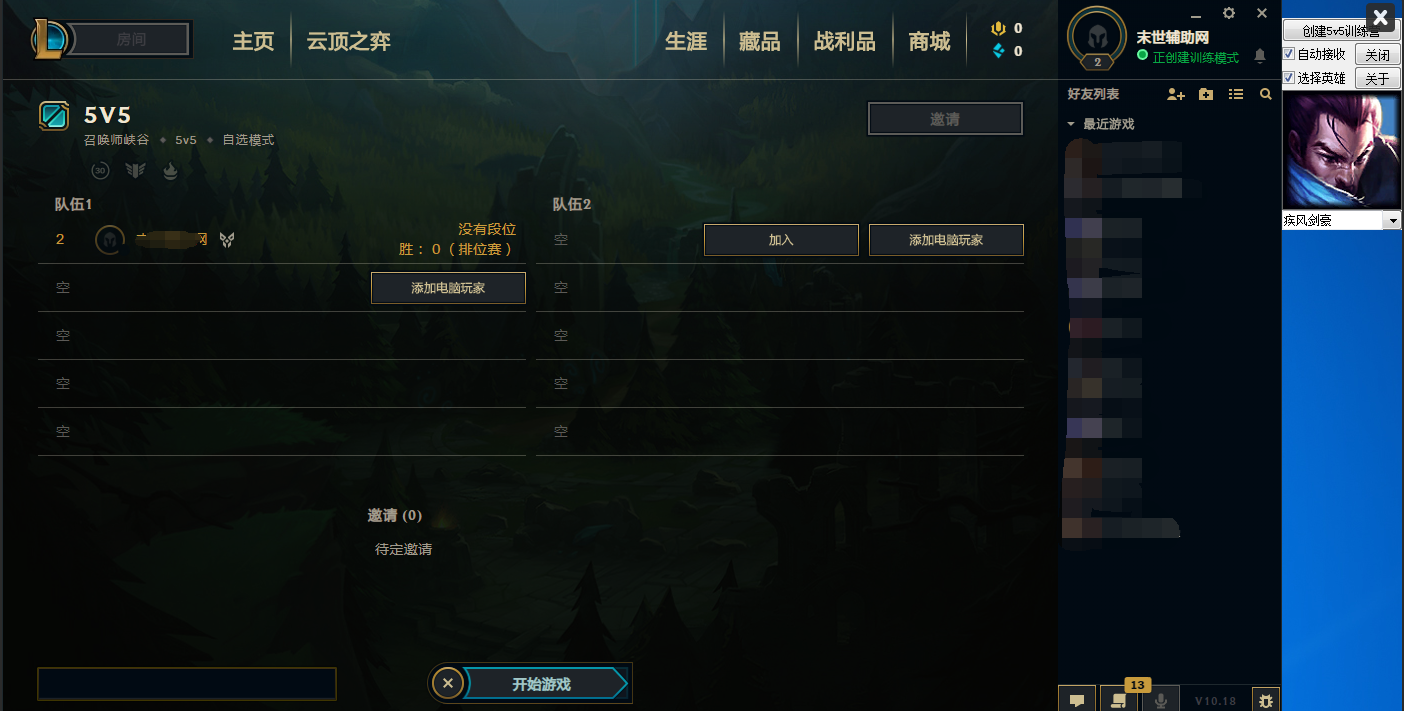 房间
主页
云顶之弈
生涯
藏品
战利品
商城
0
0
2
末世辅助网
正创建训练模式
创建5v5训练营
自动接收
关闭
选择英雄
关于
疾风剑豪
好友列表
最近游戏
5V5
召唤师峡谷 ◆ 5v5 ◆ 自选模式
30
邀请
队伍1
2
没有段位
胜：0（排位赛）
空
添加电脑玩家
空
空
空
队伍2
空
加入
添加电脑玩家
空
空
空
空
邀请 (0)
待定邀请
开始游戏
13
V10.18